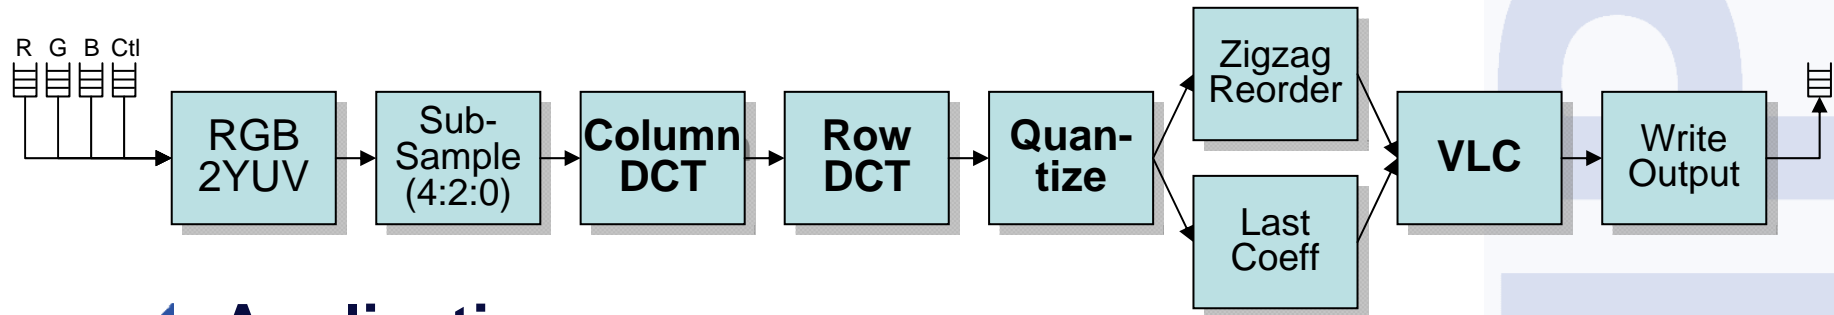 R G B Ctl
RGB
2YUV
Sub-
Sample
(4:2:0)
Column
DCT
Row
DCT
Quan-
tize
Zigzag
Reorder
Last
Coeff
VLC
Write
Output